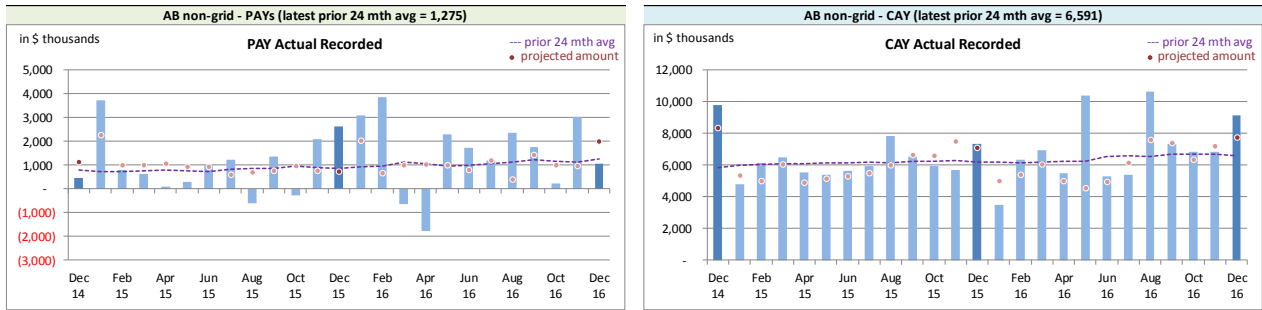 AB non-grid - PAYs (latest prior 24 mth avg = 1,275)
in $ thousands
PAY Actual Recorded
--- prior 24 mth avg
• projected amount
5,000
4,000
3,000
2,000
1,000
-
(1,000)
(2,000)
(3,000)
Dec Feb Apr Jun Aug Oct Dec Feb Apr Jun Aug Oct Dec
14 15 15 15 15 15 15 16 16 16 16 16 16
AB non-grid - CAY (latest prior 24 mth avg = 6,591)
in $ thousands
CAY Actual Recorded
--- prior 24 mth avg
• projected amount
12,000
10,000
8,000
6,000
4,000
2,000
-
Dec Feb Apr Jun Aug Oct Dec Feb Apr Jun Aug Oct Dec
14 15 15 15 15 15 15 16 16 16 16 16 16